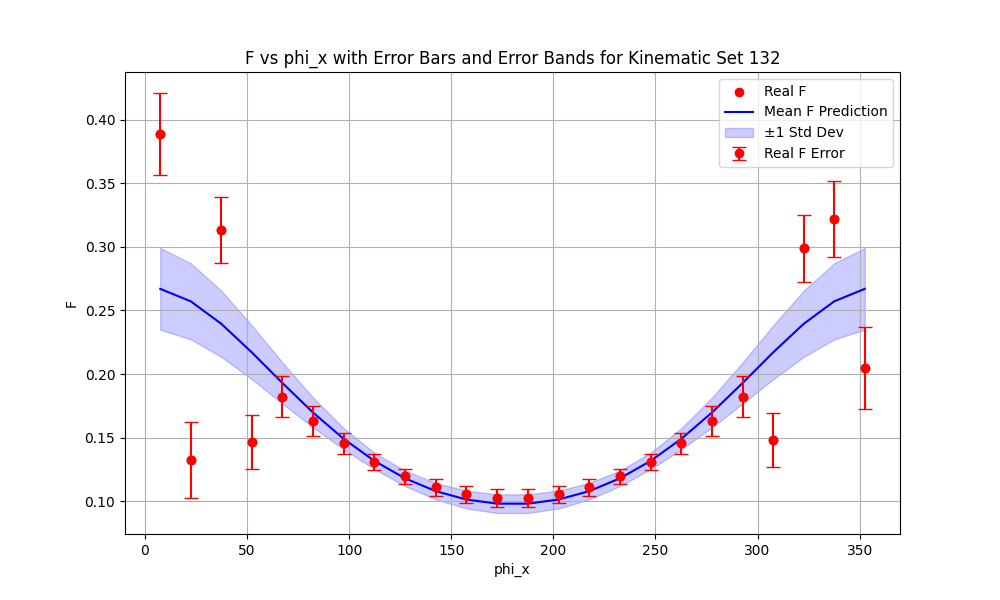 F vs phi_x with Error Bars and Error Bands for Kinematic Set 132
Real F
Mean F Prediction
±1 Std Dev
Real F Error
F
0.40
0.35
0.30
0.25
0.20
0.15
0.10
0 50 100 150 200 250 300 350
phi_x